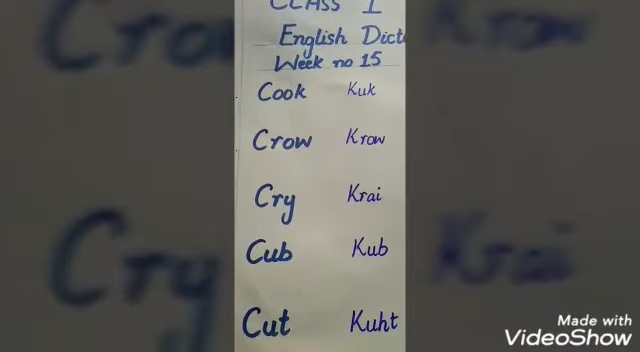 CLASS 1
English Dict
Week no 15
Cook Kuk
Crow Krow
Cry Krai
Cub Kub
Cut Kuht
Made with
VideoShow